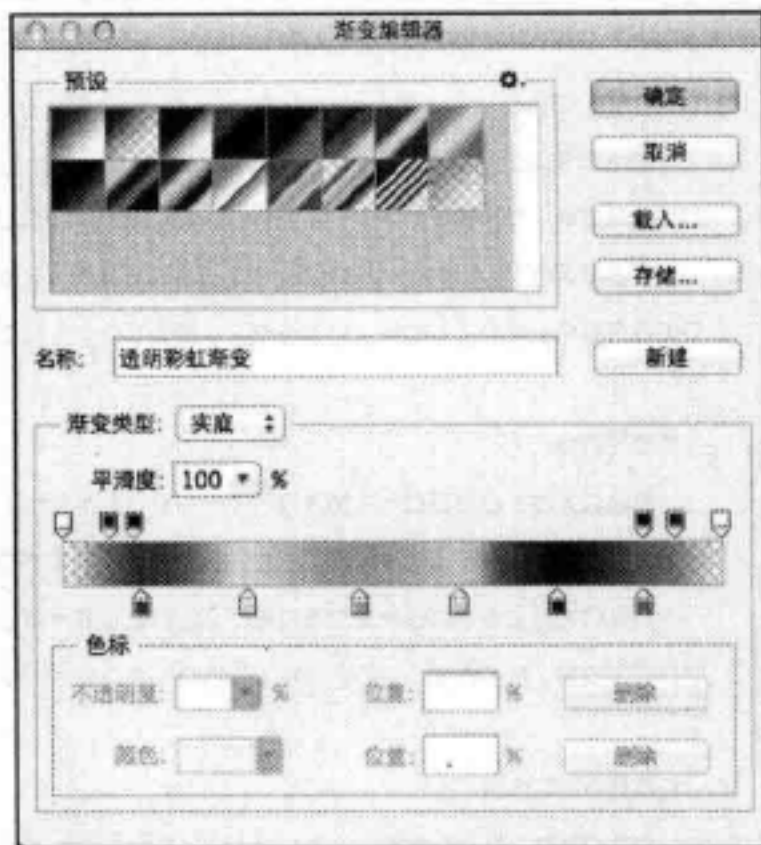 渐变编辑器
预设
确定
取消
载入...
存储...
名称: 透明彩虹渐变
新建
渐变类型: 实底
平滑度: 100 %
色标
不透明度: %
位置: %
删除
颜色:
位置: %
删除